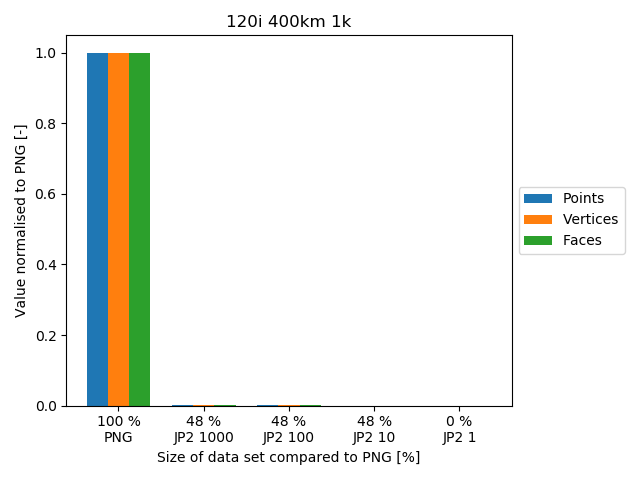 120i 400km 1k
Value normalised to PNG [-]
1.0
0.8
0.6
0.4
0.2
0.0
Points
Vertices
Faces
100 %
PNG
48 %
JP2 1000
48 %
JP2 100
48 %
JP2 10
0 %
JP2 1
Size of data set compared to PNG [%]